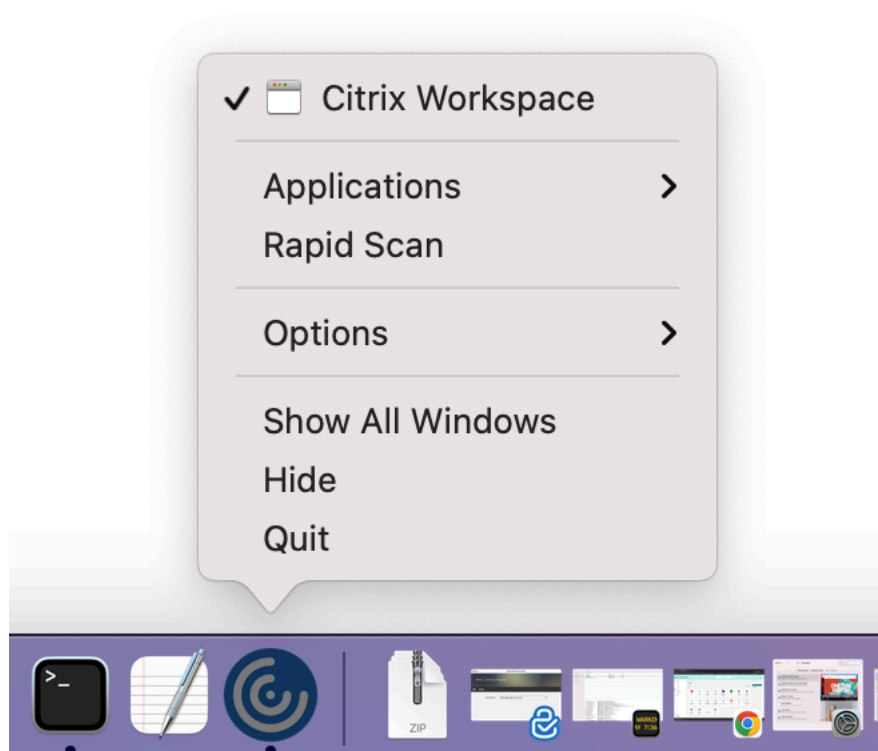 Citrix Workspace
Applications
Rapid Scan
Options
Show All Windows
Hide
Quit
>_
ZIP